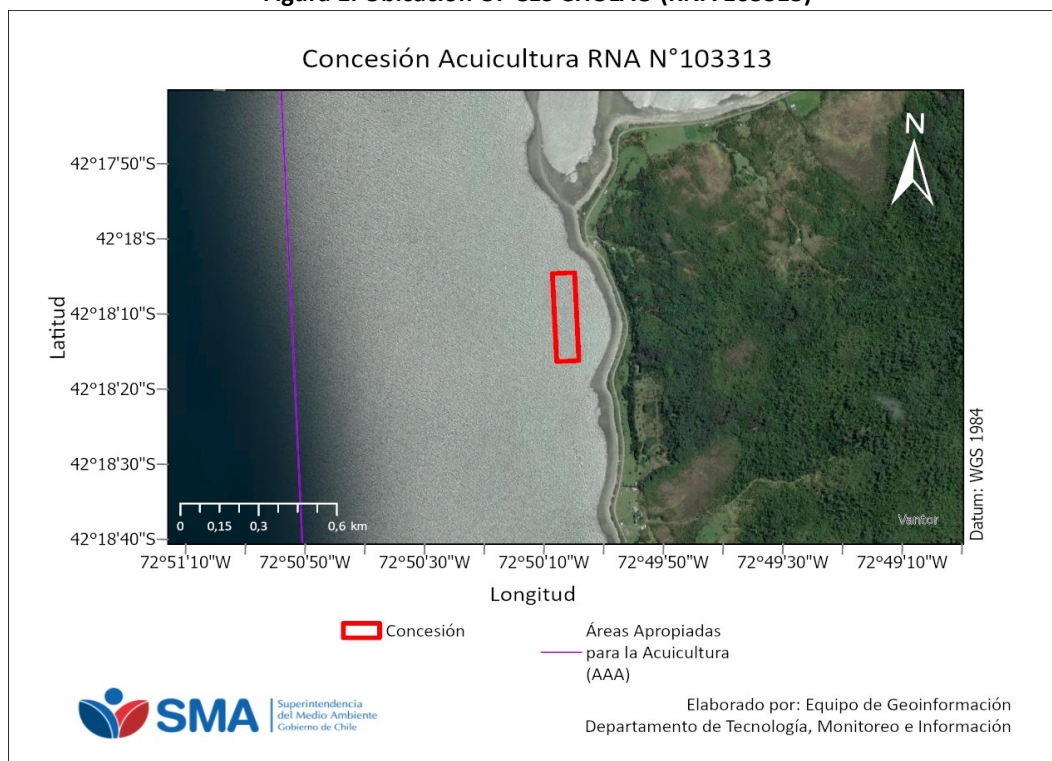 Concesión Acuicultura RNA N°103313
N
42°17'50"S
42°18'S
42°18'10"S
42°18'20"S
42°18'30"S
42°18'40"S
Latitud
0 0,15 0,3 0,6 km
Vantor
Datum: WGS 1984
72°51'10"W 72°50'50"W 72°50'30"W 72°50'10"W 72°49'50"W 72°49'30"W 72°49'10"W
Longitud
Concesión
Áreas Apropiadas
para la Acuicultura
(AAA)
SMA
Superintendencia
del Medio Ambiente
Gobierno de Chile
Elaborado por: Equipo de Geoinformación
Departamento de Tecnología, Monitoreo e Información